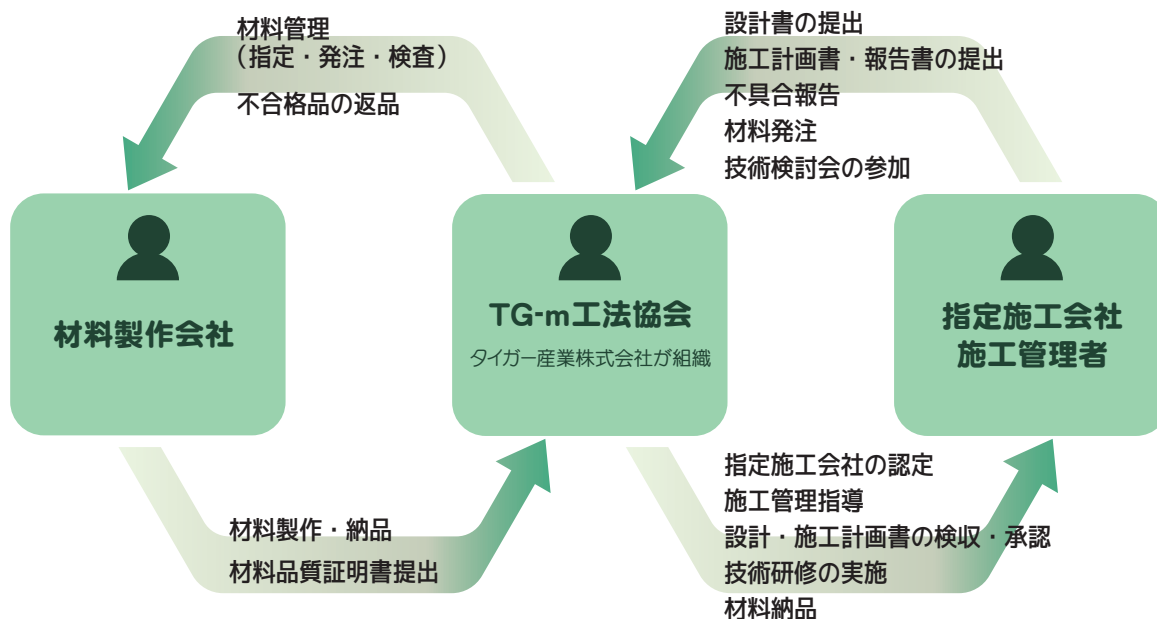 材料管理
（指定・発注・検査）
不合格品の返品
設計書の提出
施工計画書・報告書の提出
不具合報告
材料発注
技術検討会の参加
材料製作会社
TG-m工法協会
タイガー産業株式会社が組織
指定施工会社
施工管理者
材料製作・納品
材料品質証明書提出
指定施工会社の認定
施工管理指導
設計・施工計画書の検収・承認
技術研修の実施
材料納品